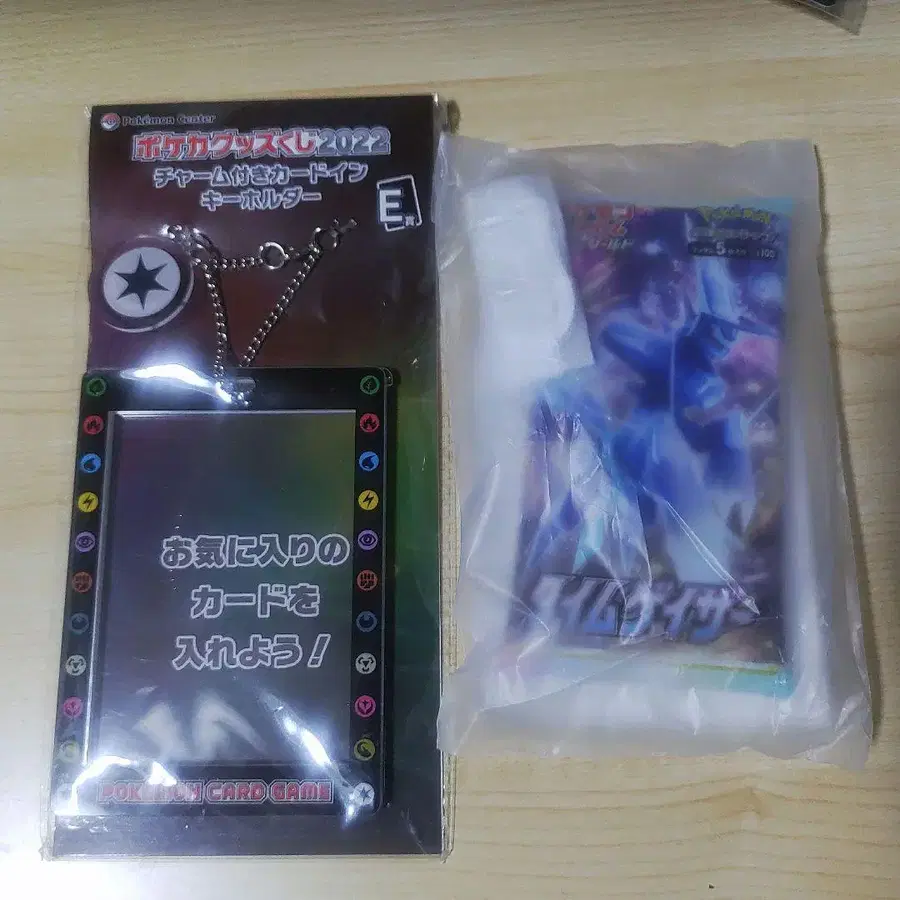 Pokémon Center
ポケカグッズくじ2022
チャーム付きカードイン
キーホルダー
E賞
お気に入りの
カードを
入れよう!
POKÉMON CARD GAME
Pokémon
5
タイムゲイザー